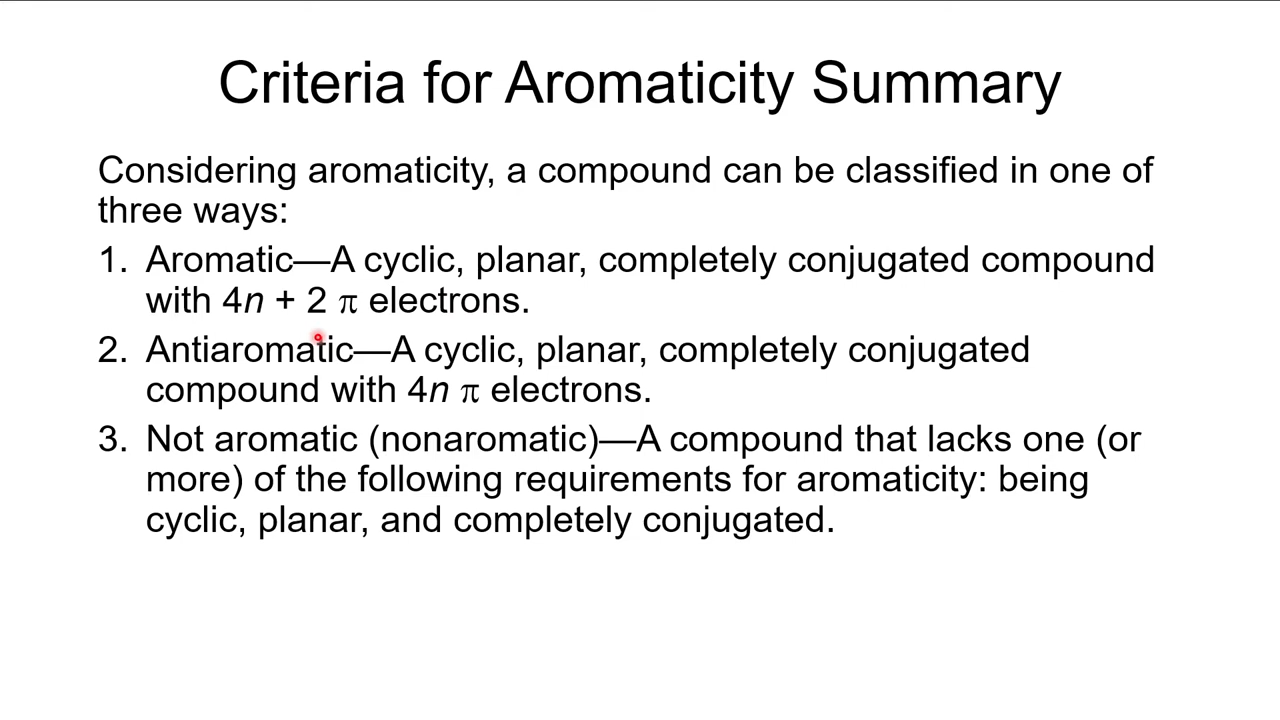 Criteria for Aromaticity Summary
Considering aromaticity, a compound can be classified in one of
three ways:
1. Aromatic—A cyclic, planar, completely conjugated compound
with 4n + 2 π electrons.
2. Antiaromatic—A cyclic, planar, completely conjugated
compound with 4n π electrons.
3. Not aromatic (nonaromatic)—A compound that lacks one (or
more) of the following requirements for aromaticity: being
cyclic, planar, and completely conjugated.